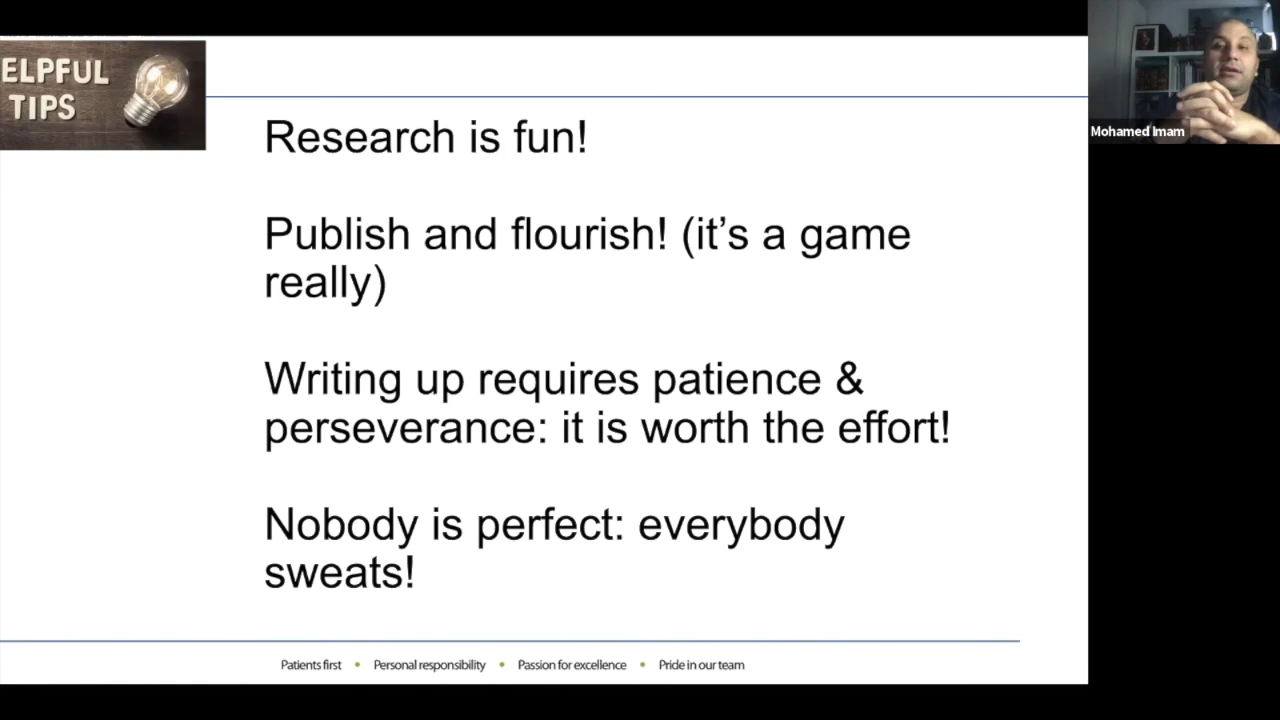 ELPFUL
TIPS
Research is fun!
Publish and flourish! (it’s a game
really)
Writing up requires patience &
perseverance: it is worth the effort!
Nobody is perfect: everybody
sweats!
Patients first • Personal responsibility • Passion for excellence • Pride in our team
Mohamed Imam